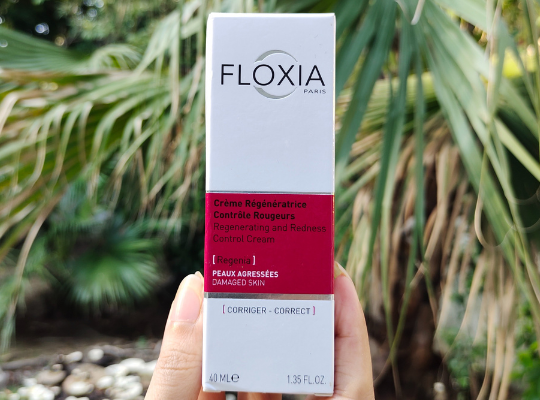 FLOXIA
PARIS
Crème Régénératrice
Contrôle Rougeurs
Regenerating and Redness
Control Cream
[ Regenia ]
PEAUX AGRESSÉES
DAMAGED SKIN
[ CORRIGER - CORRECT ]
40 ML℮ 1.35 FL.OZ.